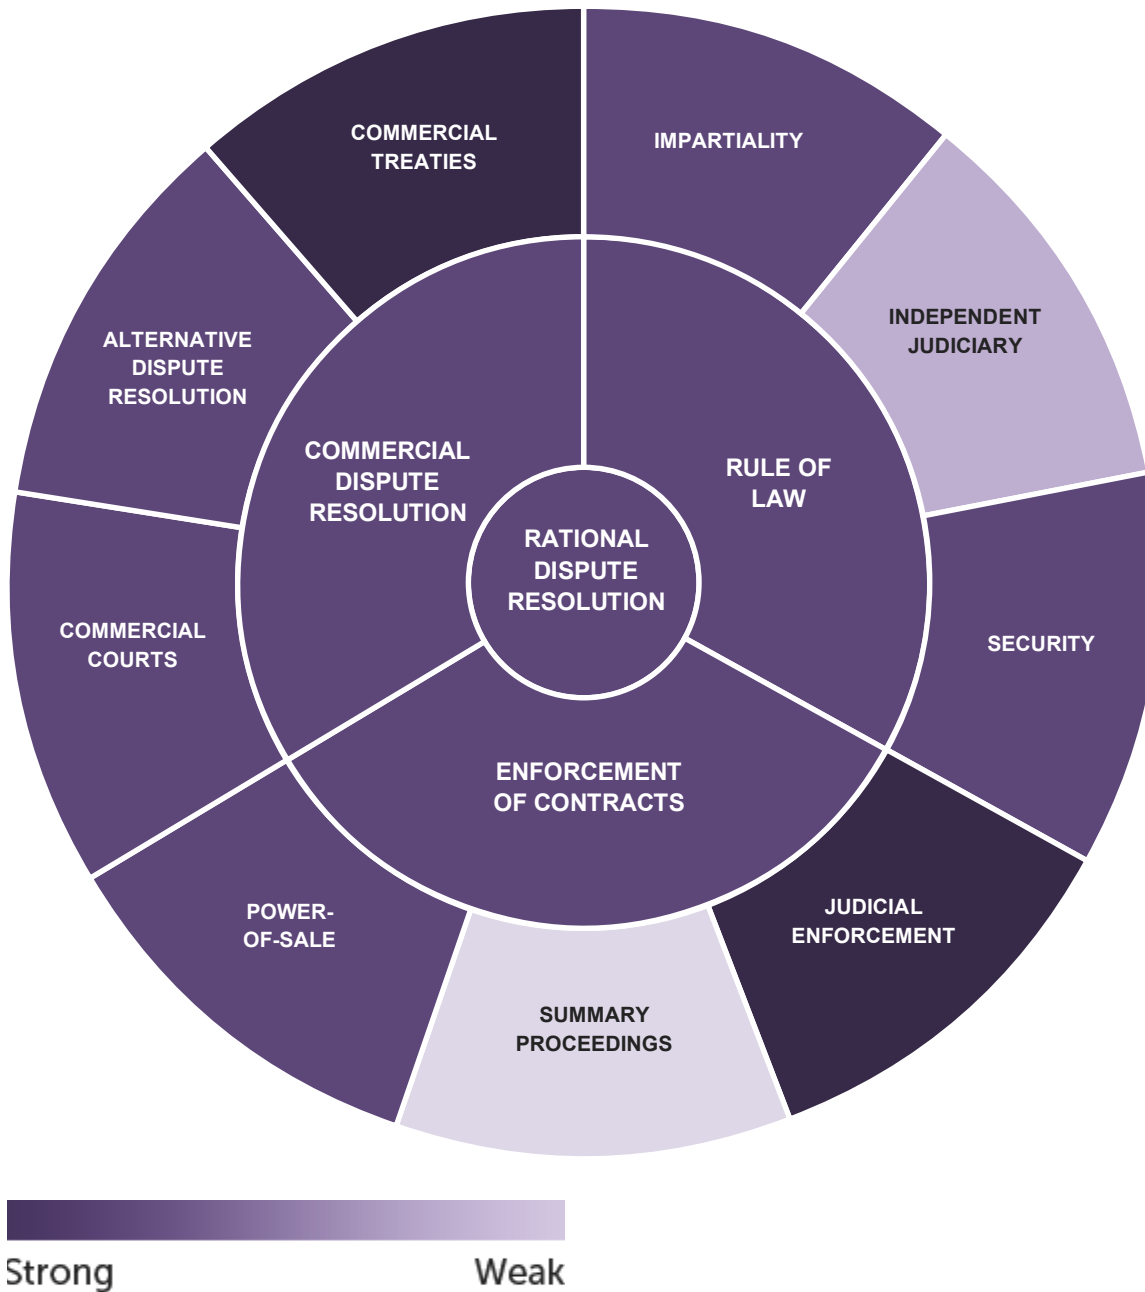 COMMERCIAL
TREATIES
IMPARTIALITY
ALTERNATIVE
DISPUTE
RESOLUTION
INDEPENDENT
JUDICIARY
COMMERCIAL
DISPUTE
RESOLUTION
RULE OF
LAW
RATIONAL
DISPUTE
RESOLUTION
COMMERCIAL
COURTS
SECURITY
ENFORCEMENT
OF CONTRACTS
POWER-
OF-SALE
JUDICIAL
ENFORCEMENT
SUMMARY
PROCEEDINGS
Strong
Weak